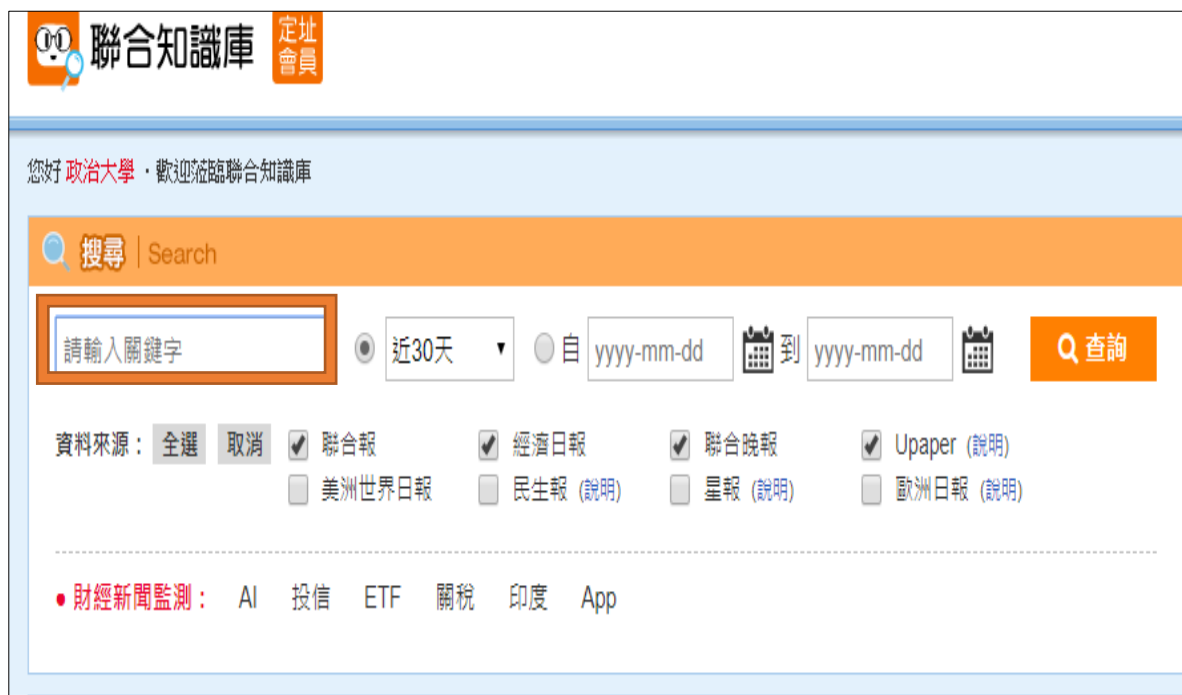 聯合知識庫 定址會員
您好 政治大學 ・歡迎蒞臨聯合知識庫
搜尋 | Search
請輸入關鍵字 近30天 自 yyyy-mm-dd 到 yyyy-mm-dd 查詢
資料來源： 全選 取消 聯合報 經濟日報 聯合晚報 Upaper (說明)
美洲世界日報 民生報 (說明) 星報 (說明) 歐洲日報 (說明)
● 財經新聞監測： AI 投信 ETF 關稅 印度 App